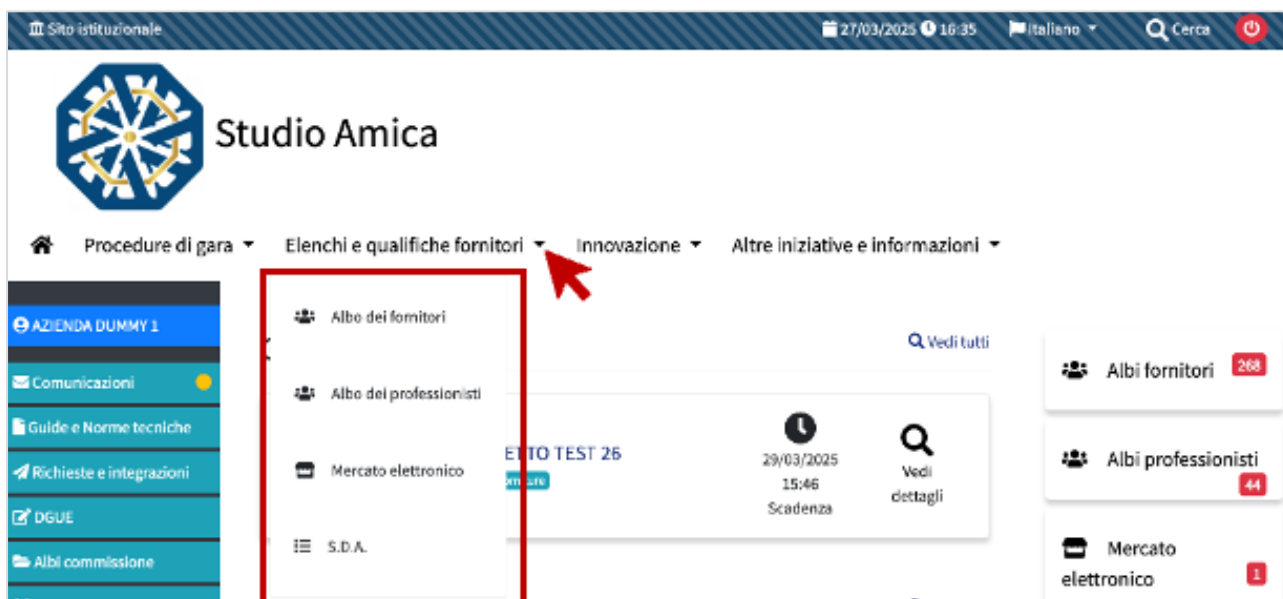 Sito istituzionale
27/03/2025 16:35
Italiano
Cerca
Studio Amica
Procedure di gara
Elenchi e qualifiche fornitori
Innovazione
Altre iniziative e informazioni
AZIENDA DUMMY 1
Comunicazioni
Guide e Norme tecniche
Richieste e integrazioni
DGUE
Albi commissione
Albo dei fornitori
Albo dei professionisti
Mercato elettronico
S.D.A.
Vedi tutti
TEST 26
29/03/2025
15:46
Scadenza
Vedi
dettagli
Albi fornitori 268
Albi professionisti
44
Mercato
elettronico 1